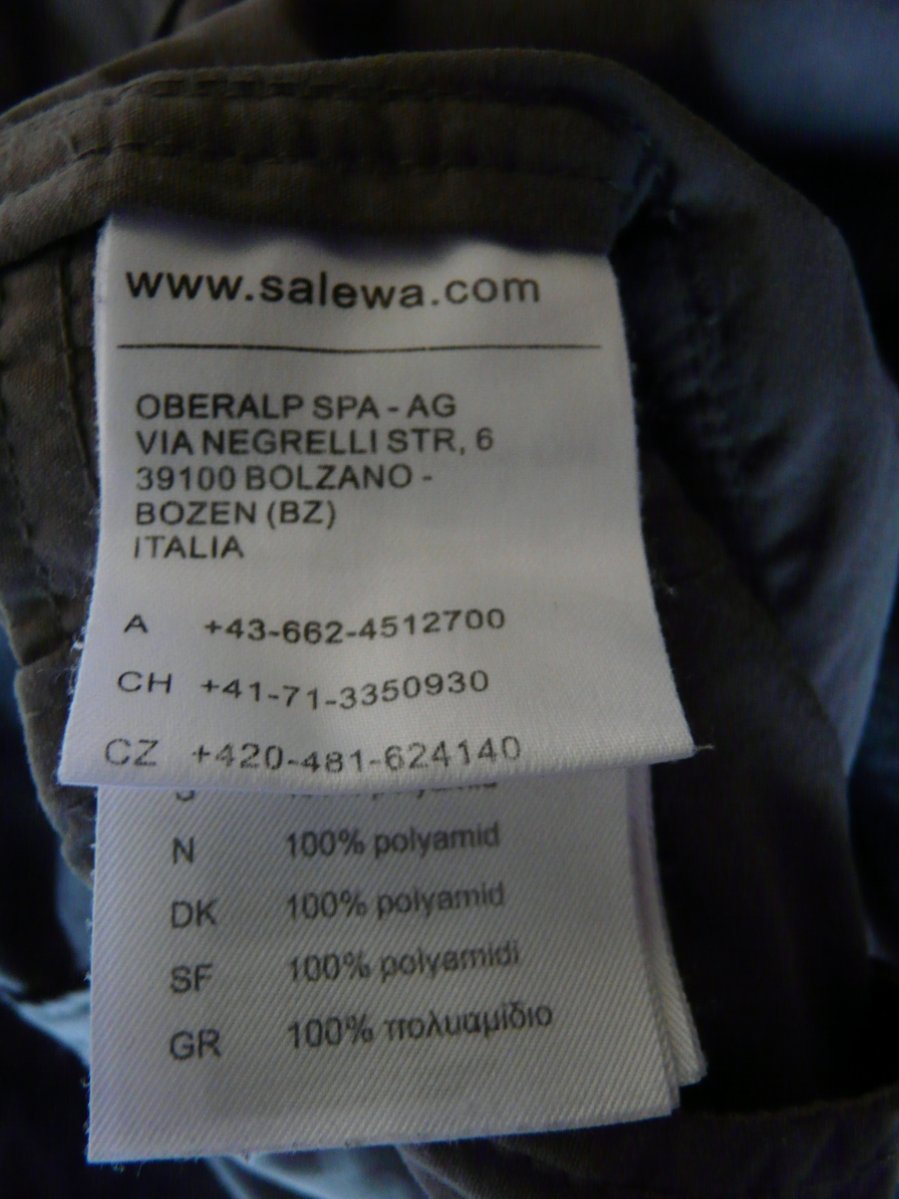 www.salewa.com
OBERALP SPA - AG
VIA NEGRELLI STR, 6
39100 BOLZANO -
BOZEN (BZ)
ITALIA
A +43-662-4512700
CH +41-71-3350930
CZ +420-481-624140
N 100% polyamid
DK 100% polyamid
SF 100% polyamidi
GR 100% πολυαμίδιο